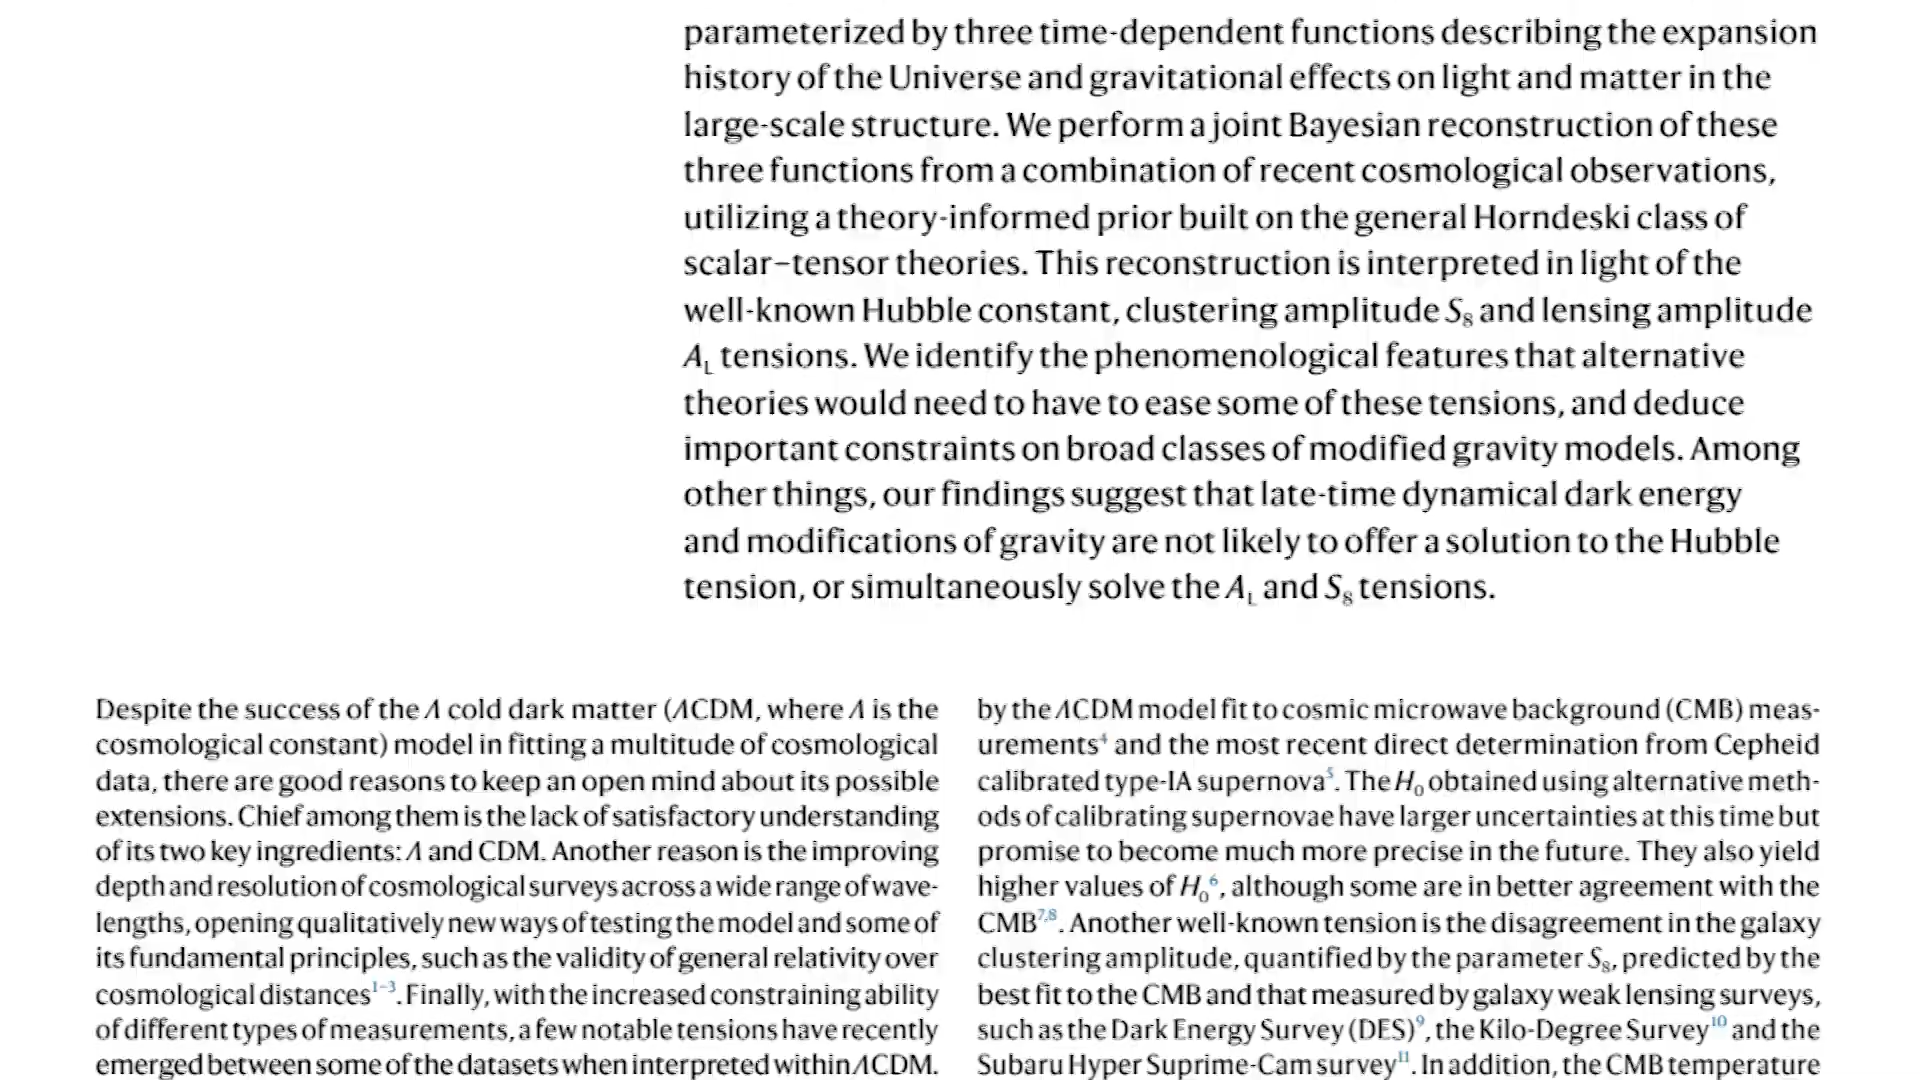 parameterized by three time-dependent functions describing the expansion
history of the Universe and gravitational effects on light and matter in the
large-scale structure. We perform a joint Bayesian reconstruction of these
three functions from a combination of recent cosmological observations,
utilizing a theory-informed prior built on the general Horndeski class of
scalar–tensor theories. This reconstruction is interpreted in light of the
well-known Hubble constant, clustering amplitude S₈ and lensing amplitude
A_L tensions. We identify the phenomenological features that alternative
theories would need to have to ease some of these tensions, and deduce
important constraints on broad classes of modified gravity models. Among
other things, our findings suggest that late-time dynamical dark energy
and modifications of gravity are not likely to offer a solution to the Hubble
tension, or simultaneously solve the A_L and S₈ tensions.
Despite the success of the Λ cold dark matter (ΛCDM, where Λ is the
cosmological constant) model in fitting a multitude of cosmological
data, there are good reasons to keep an open mind about its possible
extensions. Chief among them is the lack of satisfactory understanding
of its two key ingredients: Λ and CDM. Another reason is the improving
depth and resolution of cosmological surveys across a wide range of wave-
lengths, opening qualitatively new ways of testing the model and some of
its fundamental principles, such as the validity of general relativity over
cosmological distances¹⁻³. Finally, with the increased constraining ability
of different types of measurements, a few notable tensions have recently
emerged between some of the datasets when interpreted within ΛCDM.
by the ΛCDM model fit to cosmic microwave background (CMB) meas-
urements⁴ and the most recent direct determination from Cepheid
calibrated type-IA supernova⁵. The H₀ obtained using alternative meth-
ods of calibrating supernovae have larger uncertainties at this time but
promise to become much more precise in the future. They also yield
higher values of H₀⁶, although some are in better agreement with the
CMB⁷,⁸. Another well-known tension is the disagreement in the galaxy
clustering amplitude, quantified by the parameter S₈, predicted by the
best fit to the CMB and that measured by galaxy weak lensing surveys,
such as the Dark Energy Survey (DES)⁹, the Kilo-Degree Survey¹⁰ and the
Subaru Hyper Suprime-Cam survey¹¹. In addition, the CMB temperature